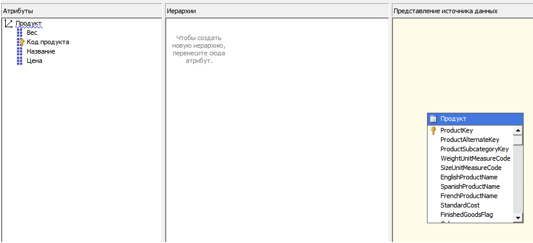 Атрибуты
Продукт
Вес
Код продукта
Название
Цена
Иерархии
Чтобы создать
новую иерархию,
перенесите сюда
атрибут.
Представление источника данных
Продукт
ProductKey
ProductAlternateKey
ProductSubcategoryKey
WeightUnitMeasureCode
SizeUnitMeasureCode
EnglishProductName
SpanishProductName
FrenchProductName
StandardCost
FinishedGoodsFlag